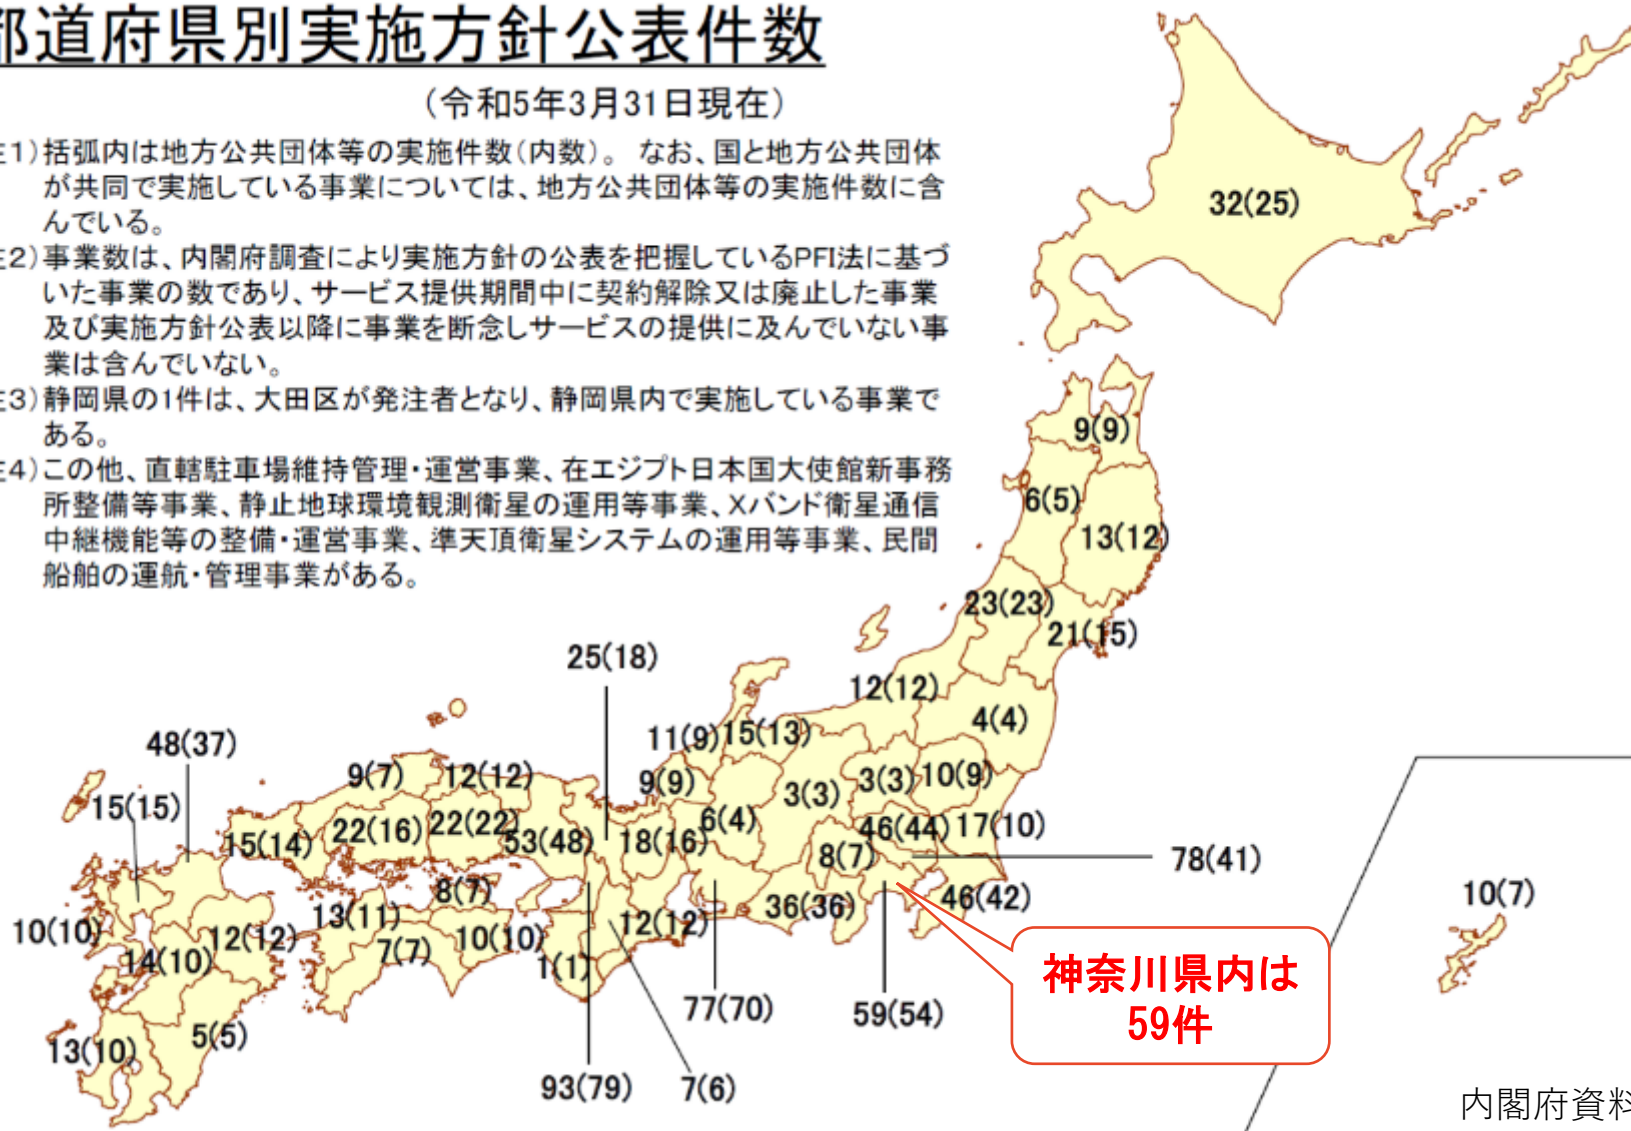 都道府県別実施方針公表件数
（令和5年3月31日現在）
注1）括弧内は地方公共団体等の実施件数（内数）。 なお、国と地方公共団体
が共同で実施している事業については、地方公共団体等の実施件数に含
んでいる。
注2）事業数は、内閣府調査により実施方針の公表を把握しているPFI法に基づ
いた事業の数であり、サービス提供期間中に契約解除又は廃止した事業
及び実施方針公表以降に事業を断念しサービスの提供に及んでいない事
業は含んでいない。
注3）静岡県の1件は、大田区が発注者となり、静岡県内で実施している事業で
ある。
注4）この他、直轄駐車場維持管理・運営事業、在エジプト日本国大使館新事務
所整備等事業、静止地球環境観測衛星の運用等事業、Xバンド衛星通信
中継機能等の整備・運営事業、準天頂衛星システムの運用等事業、民間
船舶の運航・管理事業がある。
32(25)
9(9)
6(5)
13(12)
23(23)
21(15)
25(18)
12(12)
4(4)
48(37)
11(9)
15(13)
9(7)
12(12)
9(9)
3(3)
3(3)
10(9)
15(15)
15(14)
22(16)
22(22)
53(48)
18(16)
6(4)
46(44)
17(10)
8(7)
78(41)
8(7)
46(42)
10(7)
13(11)
36(36)
10(10)
12(12)
7(7)
10(10)
12(12)
14(10)
1(1)
神奈川県内は
59件
77(70)
59(54)
5(5)
13(10)
93(79)
7(6)
内閣府資料